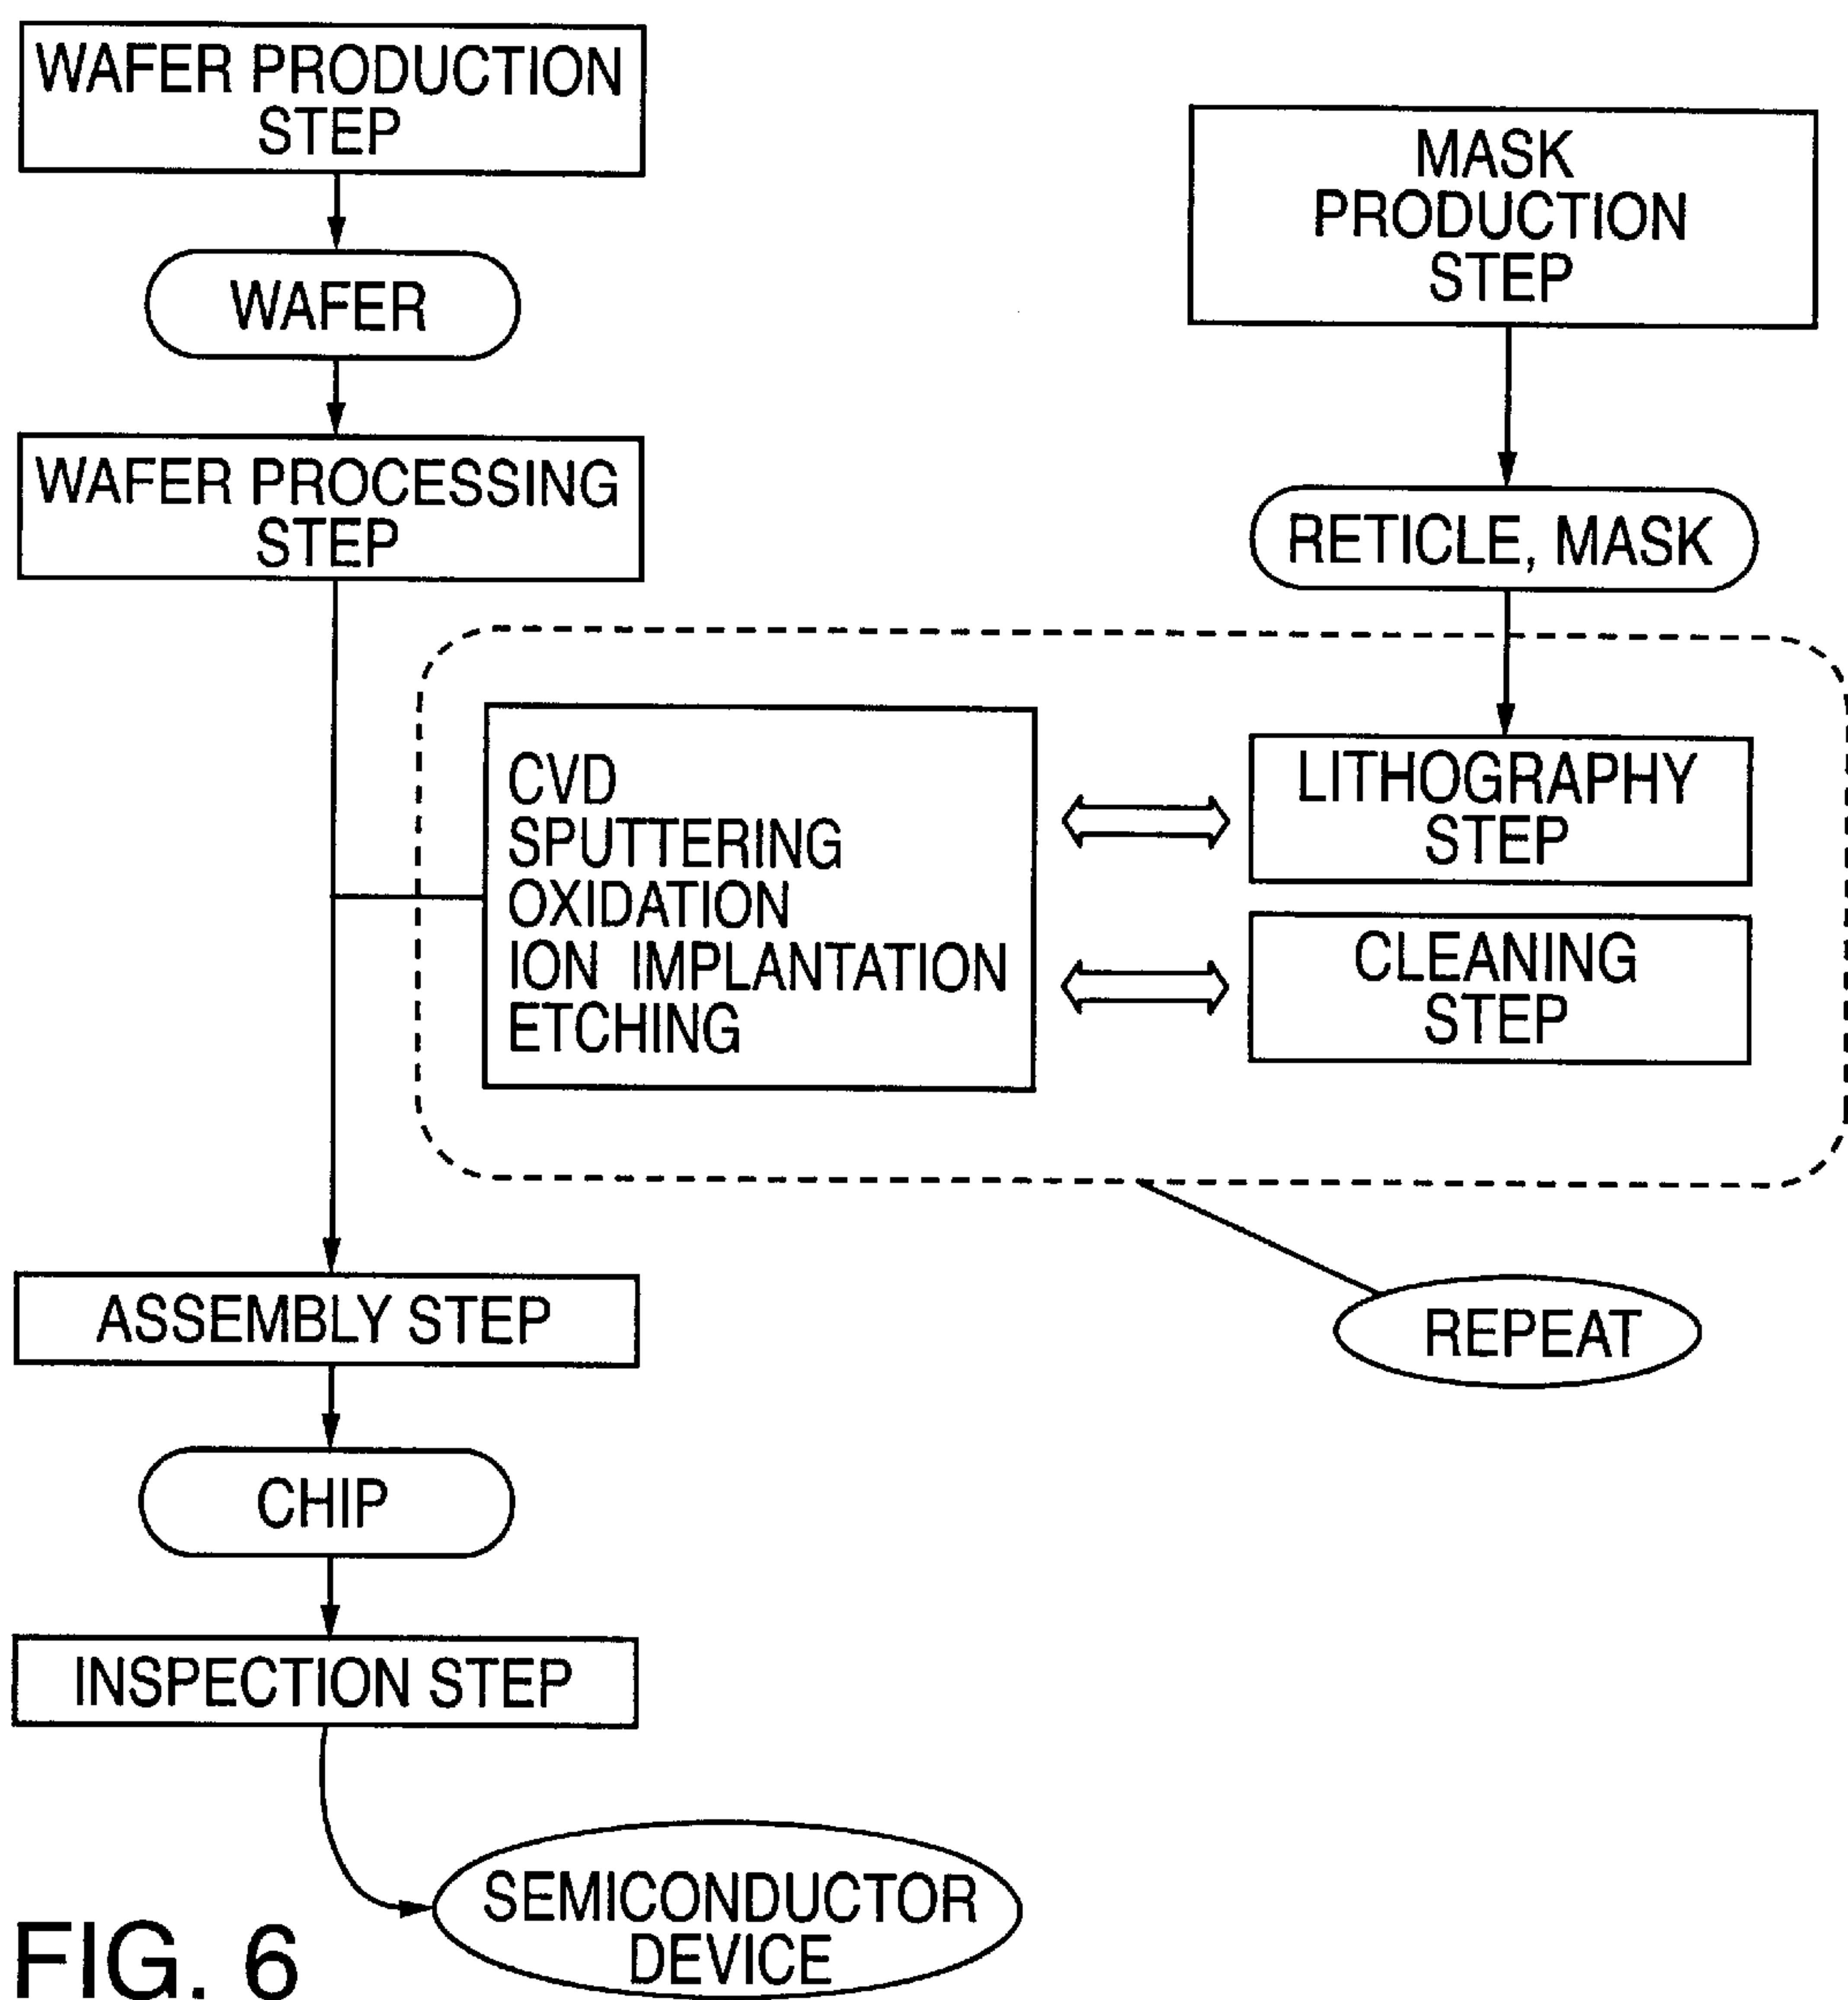 WAFER PRODUCTION
STEP
WAFER
WAFER PROCESSING
STEP
MASK
PRODUCTION
STEP
RETICLE, MASK
CVD
SPUTTERING
OXIDATION
ION IMPLANTATION
ETCHING
LITHOGRAPHY
STEP
CLEANING
STEP
REPEAT
ASSEMBLY STEP
CHIP
INSPECTION STEP
SEMICONDUCTOR
DEVICE
FIG. 6